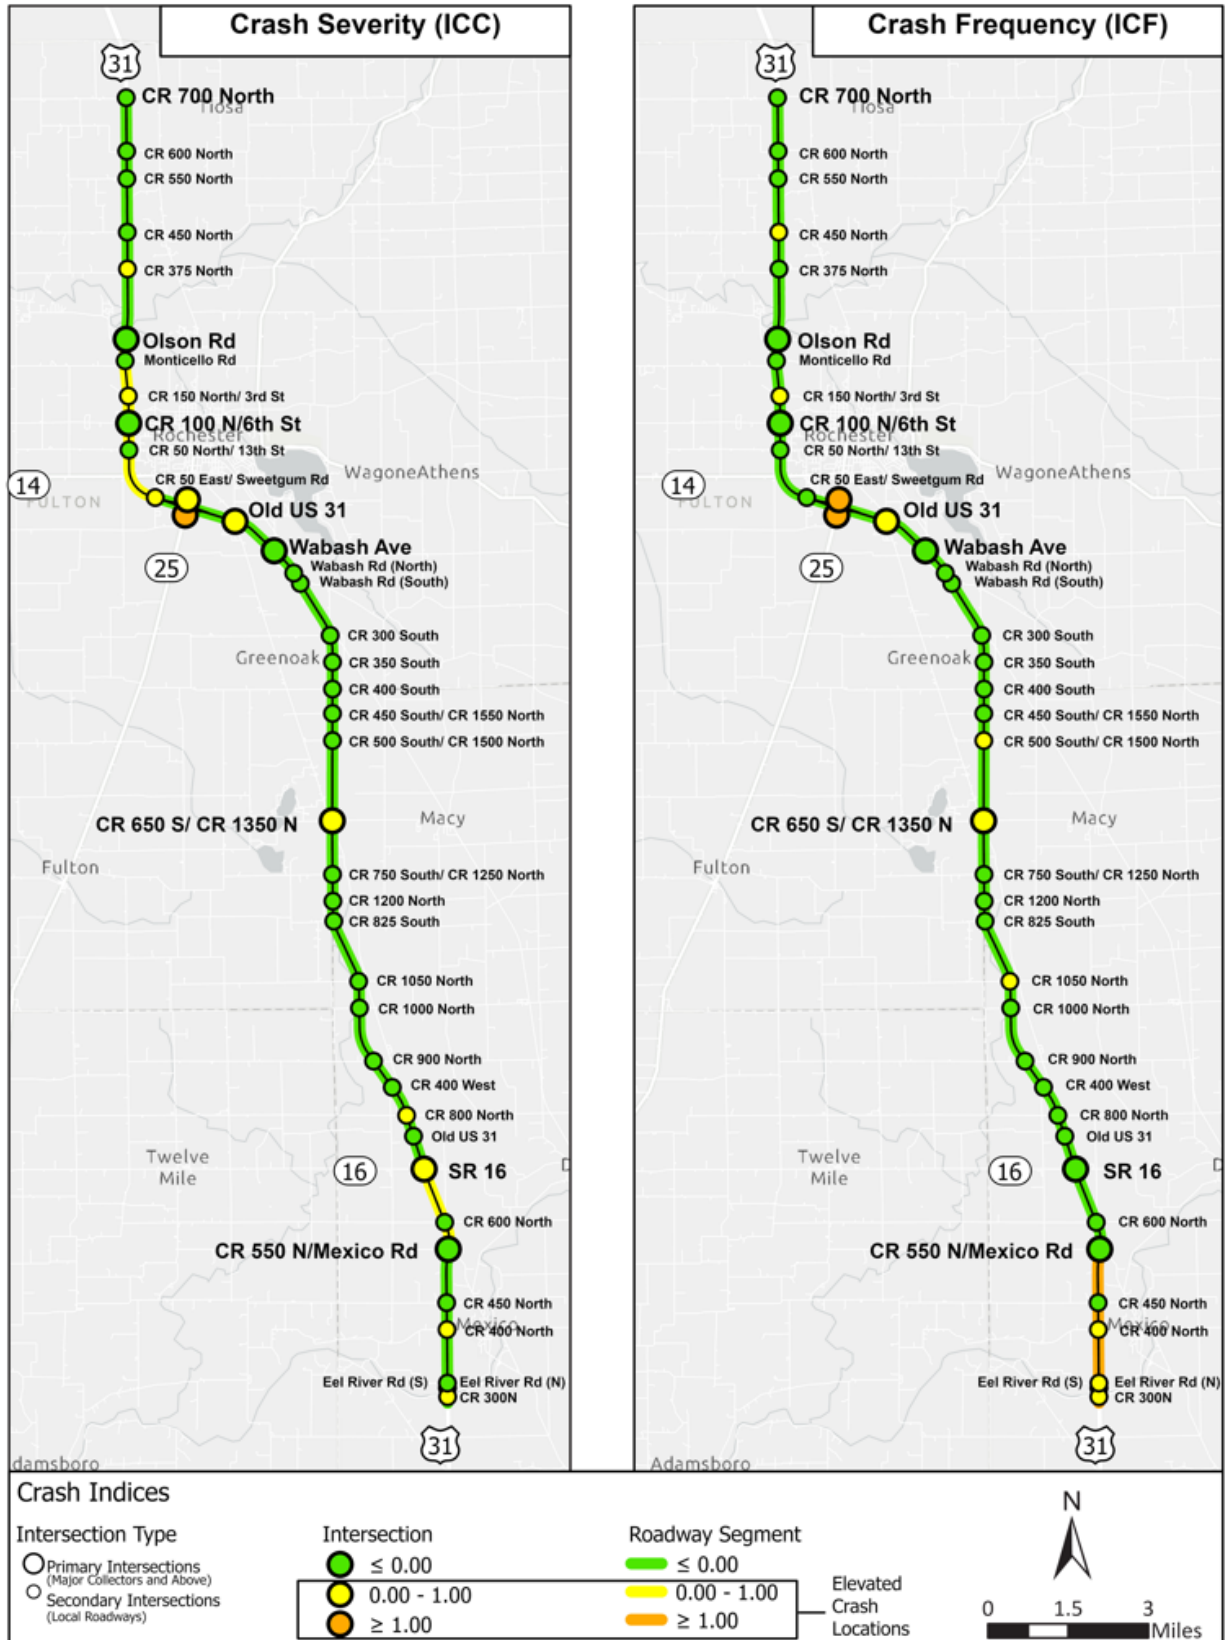 Crash Severity (ICC)
31
CR 700 North
Tiosa
CR 600 North
CR 550 North
CR 450 North
CR 375 North
Olson Rd
Monticello Rd
CR 150 North/ 3rd St
CR 100 N/6th St
Rochester
CR 50 North/ 13th St
WagoneAthens
CR 50 East/ Sweetgum Rd
14
FULTON
Old US 31
Wabash Ave
25
Wabash Rd (North)
Wabash Rd (South)
CR 300 South
Greenoak
CR 350 South
CR 400 South
CR 450 South/ CR 1550 North
CR 500 South/ CR 1500 North
CR 650 S/ CR 1350 N
Macy
Fulton
CR 750 South/ CR 1250 North
CR 1200 North
CR 825 South
CR 1050 North
CR 1000 North
CR 900 North
CR 400 West
CR 800 North
Old US 31
Twelve
Mile
16
SR 16
D
CR 600 North
CR 550 N/Mexico Rd
CR 450 North
Mexico
CR 400 North
Eel River Rd (S)
Eel River Rd (N)
CR 300N
31
damsboro
Crash Frequency (ICF)
31
CR 700 North
Tiosa
CR 600 North
CR 550 North
CR 450 North
CR 375 North
Olson Rd
Monticello Rd
CR 150 North/ 3rd St
CR 100 N/6th St
Rochester
CR 50 North/ 13th St
WagoneAthens
CR 50 East/ Sweetgum Rd
14
FULTON
Old US 31
Wabash Ave
25
Wabash Rd (North)
Wabash Rd (South)
CR 300 South
Greenoak
CR 350 South
CR 400 South
CR 450 South/ CR 1550 North
CR 500 South/ CR 1500 North
CR 650 S/ CR 1350 N
Macy
Fulton
CR 750 South/ CR 1250 North
CR 1200 North
CR 825 South
CR 1050 North
CR 1000 North
CR 900 North
CR 400 West
CR 800 North
Old US 31
Twelve
Mile
16
SR 16
D
CR 600 North
CR 550 N/Mexico Rd
CR 450 North
Mexico
CR 400 North
Eel River Rd (S)
Eel River Rd (N)
CR 300N
31
Adamsboro
Crash Indices
Intersection Type
Primary Intersections
(Major Collectors and Above)
Secondary Intersections
(Local Roadways)
Intersection
≤ 0.00
0.00 - 1.00
≥ 1.00
Roadway Segment
≤ 0.00
0.00 - 1.00
≥ 1.00
Elevated
Crash
Locations
N
0 1.5 3
Miles